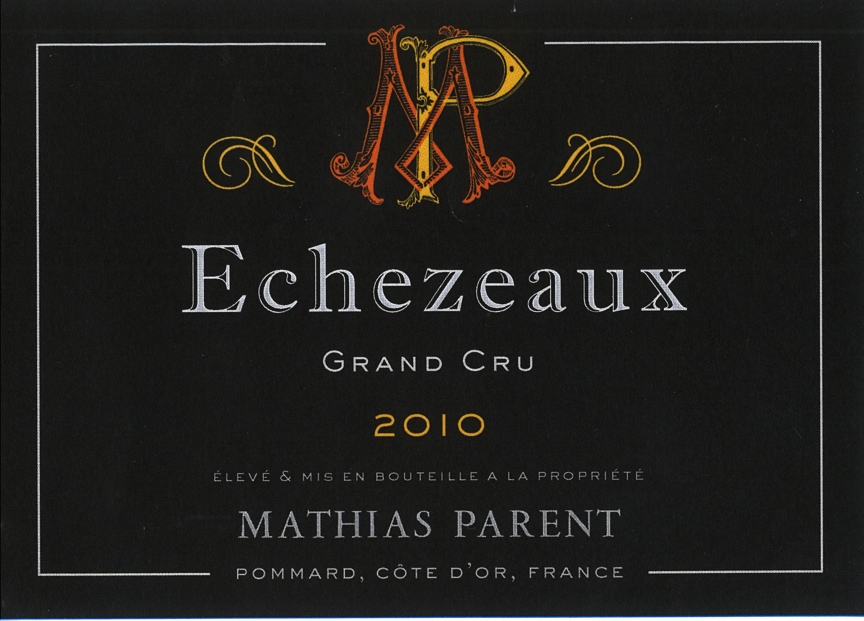 MP
Echezeaux
GRAND CRU
2010
ÉLEVÉ & MIS EN BOUTEILLE A LA PROPRIÉTÉ
MATHIAS PARENT
POMMARD, CÔTE D'OR, FRANCE